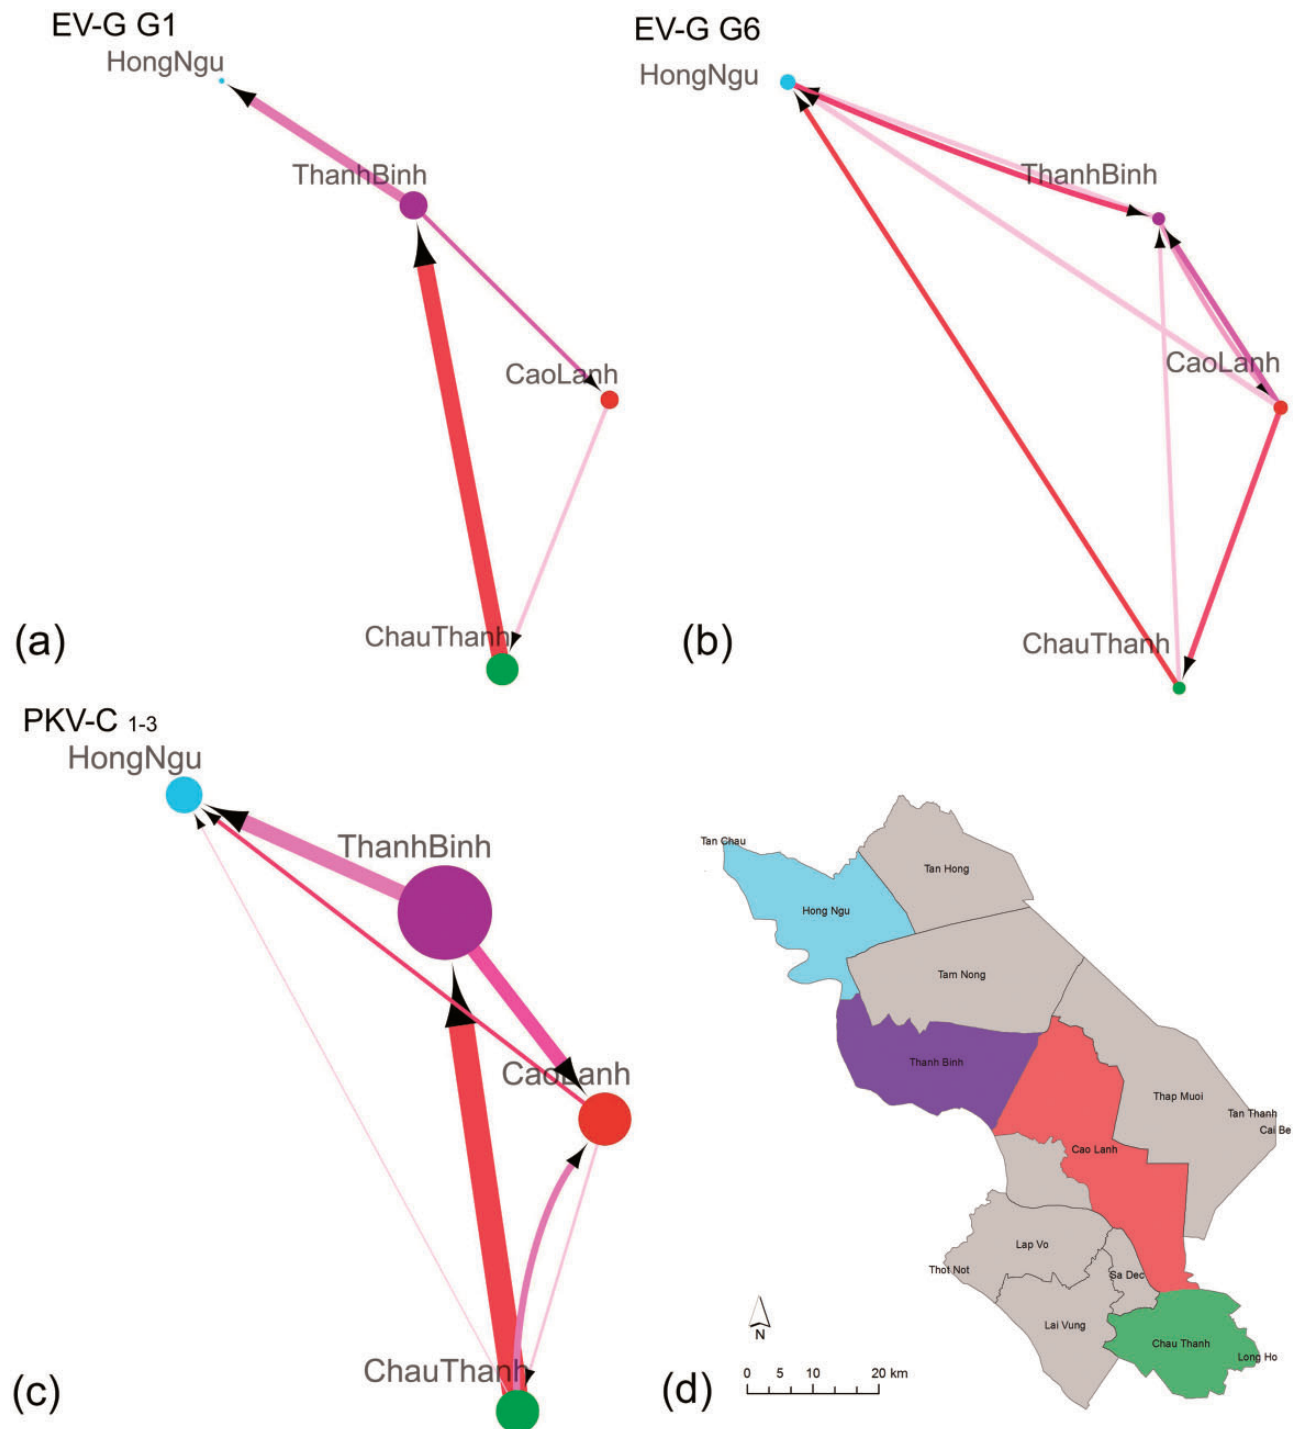 EV-G G1
HongNgu
ThanhBinh
CaoLanh
ChauThanh
(a)
EV-G G6
HongNgu
ThanhBinh
CaoLanh
ChauThanh
(b)
PKV-C 1-3
HongNgu
ThanhBinh
CaoLanh
ChauThanh
(c)
Tan Chau
Tan Hong
Hong Ngu
Tam Nong
Thanh Binh
Thap Muoi
Tan Thanh
Cai Be
Cao Lanh
Lap Vo
Thot Not
Sa Dec
Lai Vung
Chau Thanh
Long Ho
N
0 5 10 20 km
(d)